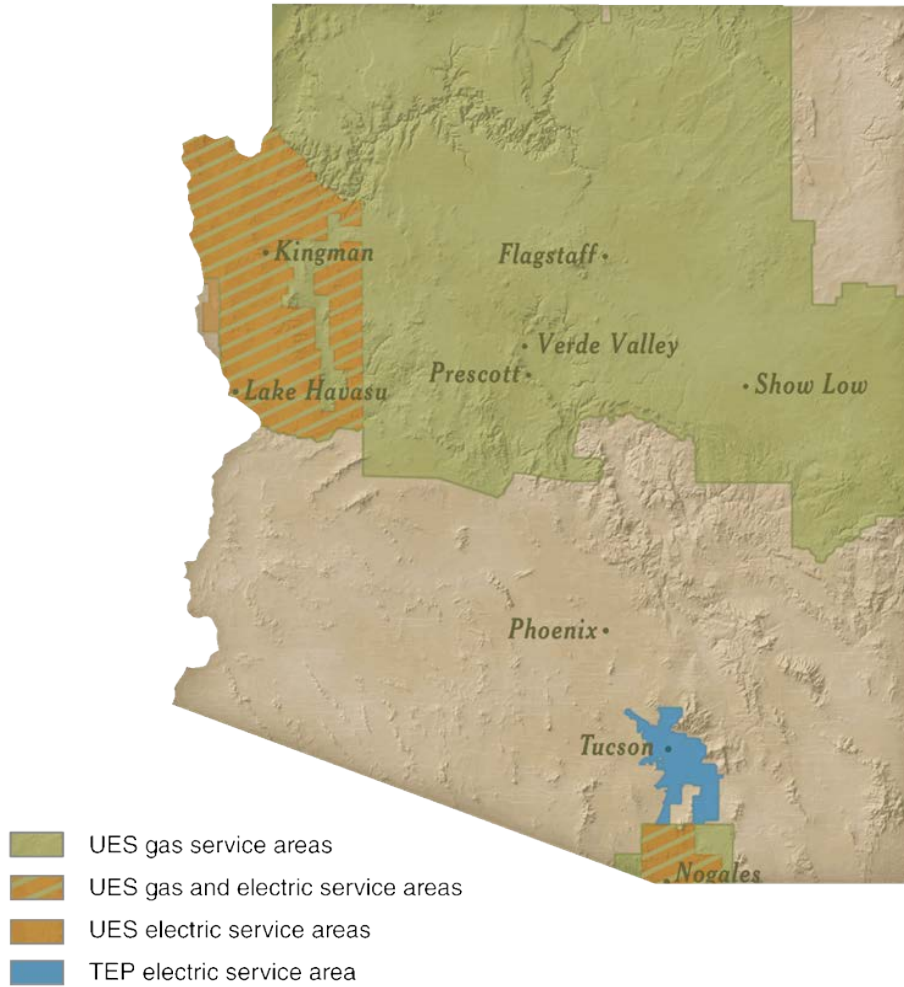 Kingman
Flagstaff
Verde Valley
Prescott
Lake Havasu
Show Low
Phoenix
Tucson
Nogales
UES gas service areas
UES gas and electric service areas
UES electric service areas
TEP electric service area